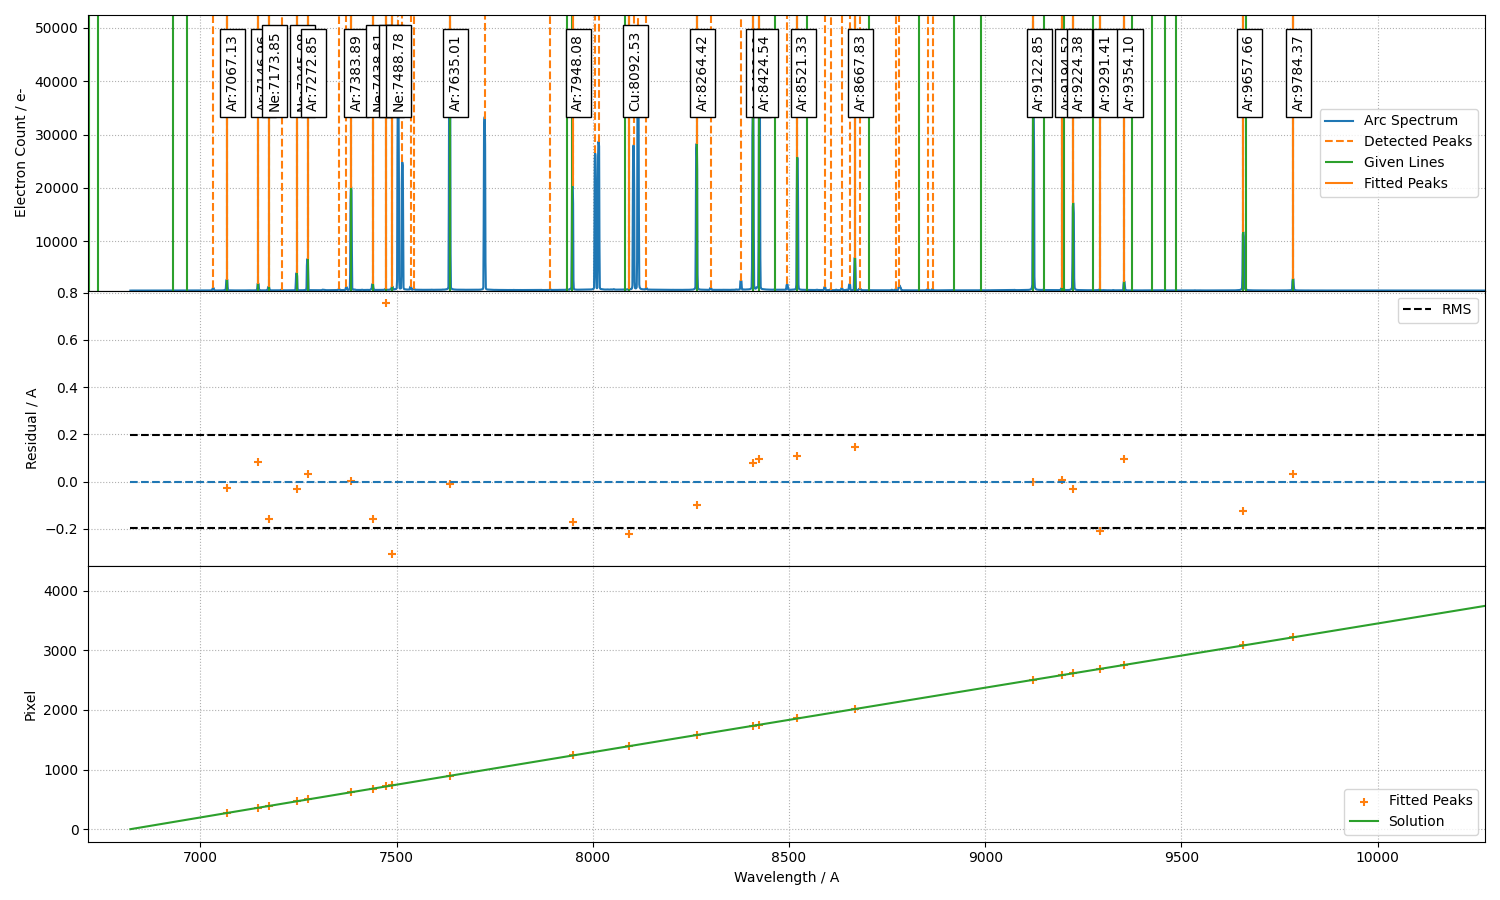 50000
40000
30000
20000
10000
Electron Count / e-
Ar:7067.13
Ne:7173.85
Ar:7272.85
Ar:7383.89
Ne:7488.78
Ar:7635.01
Ar:7948.08
Cu:8092.53
Ar:8264.42
Ar:8424.54
Ar:8521.33
Ar:8667.83
Ar:9122.85
Ar:9224.38
Ar:9291.41
Ar:9354.10
Ar:9657.66
Ar:9784.37
Arc Spectrum
Detected Peaks
Given Lines
Fitted Peaks
0.8
0.6
0.4
0.2
0.0
−0.2
Residual / A
RMS
4000
3000
2000
1000
0
Pixel
Fitted Peaks
Solution
7000 7500 8000 8500 9000 9500 10000
Wavelength / A